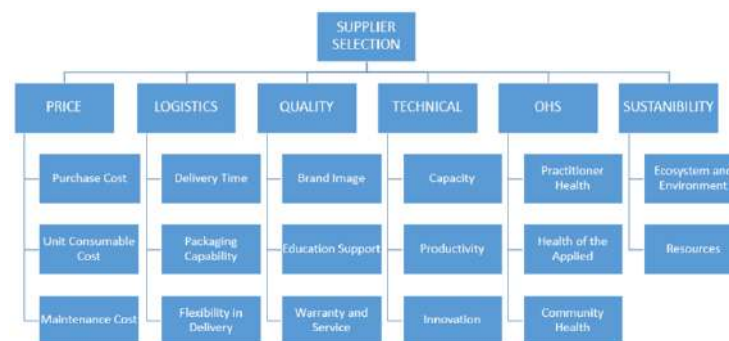 SUPPLIER
SELECTION
PRICE
LOGISTICS
QUALITY
TECHNICAL
OHS
SUSTANIBILITY
Purchase Cost
Delivery Time
Brand Image
Capacity
Practitioner
Health
Ecosystem and
Environment
Unit Consumable
Cost
Packaging
Capability
Education Support
Productivity
Health of the
Applied
Resources
Maintenance Cost
Flexibility in
Delivery
Warranty and
Service
Innovation
Community
Health